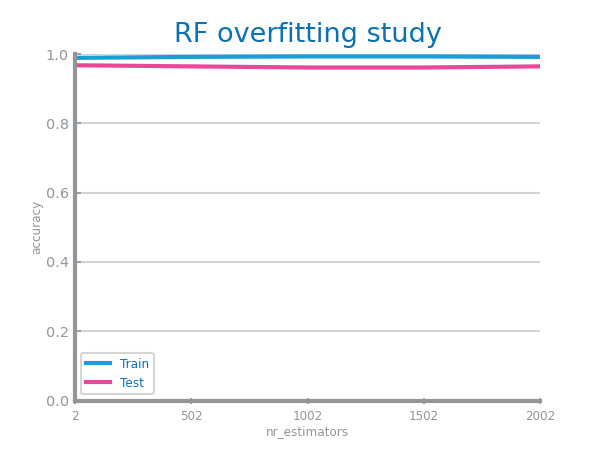 RF overfitting study
1.0
0.8
0.6
0.4
0.2
0.0
accuracy
Train
Test
2 502 1002 1502 2002
nr_estimators